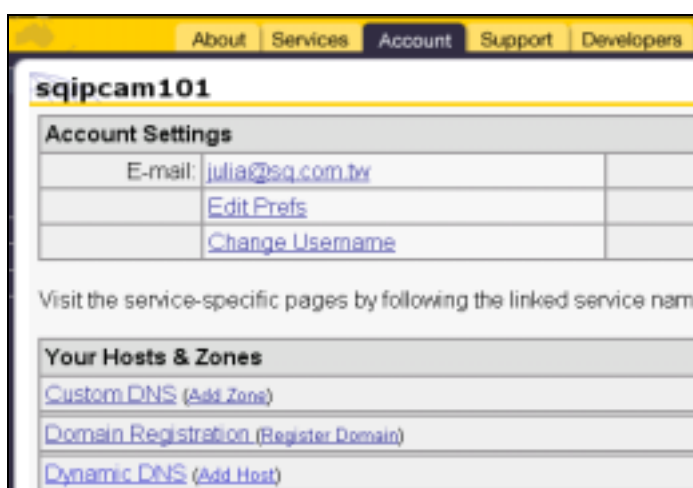 About Services Account Support Developers
sqipcam101
Account Settings
E-mail: julia@sq.com.tw
Edit Prefs
Change Username
Visit the service-specific pages by following the linked service nam
Your Hosts & Zones
Custom DNS (Add Zone)
Domain Registration (Register Domain)
Dynamic DNS (Add Host)